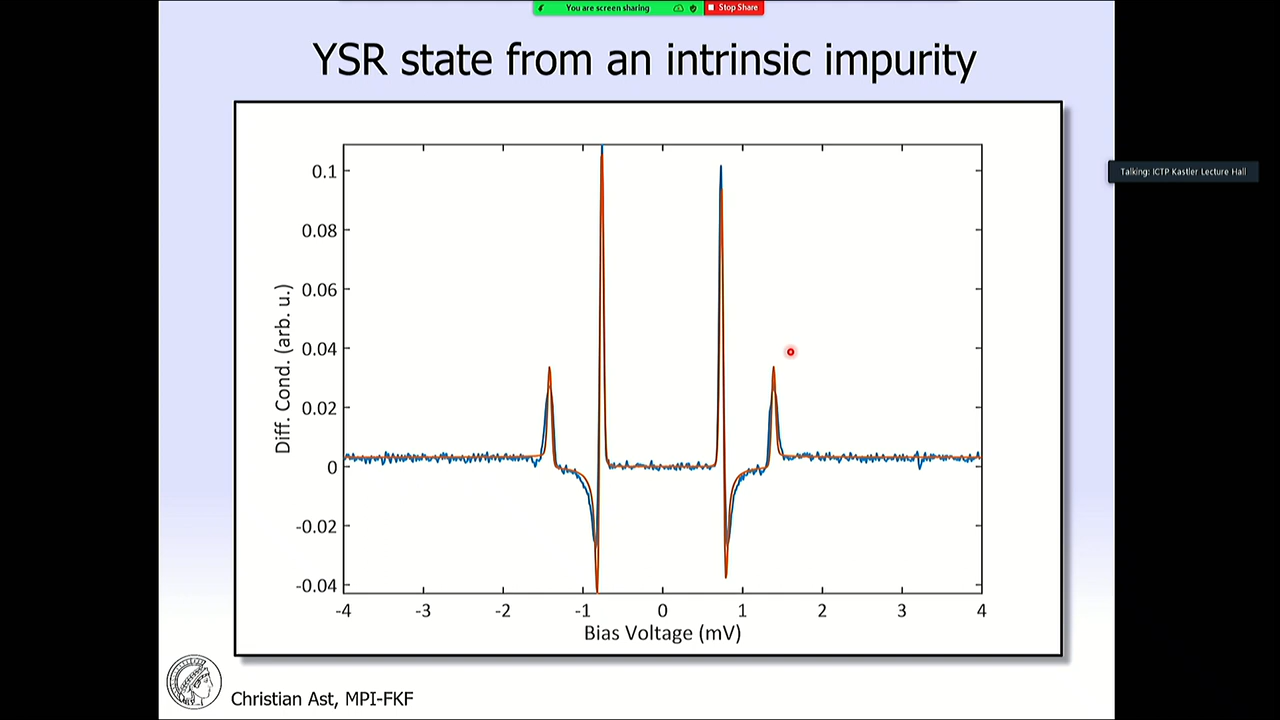 You are screen sharing
Stop Share
YSR state from an intrinsic impurity
Talking: ICTP Kastler Lecture Hall
0.1
0.08
0.06
0.04
0.02
0
-0.02
-0.04
Diff. Cond. (arb. u.)
-4 -3 -2 -1 0 1 2 3 4
Bias Voltage (mV)
Christian Ast, MPI-FKF